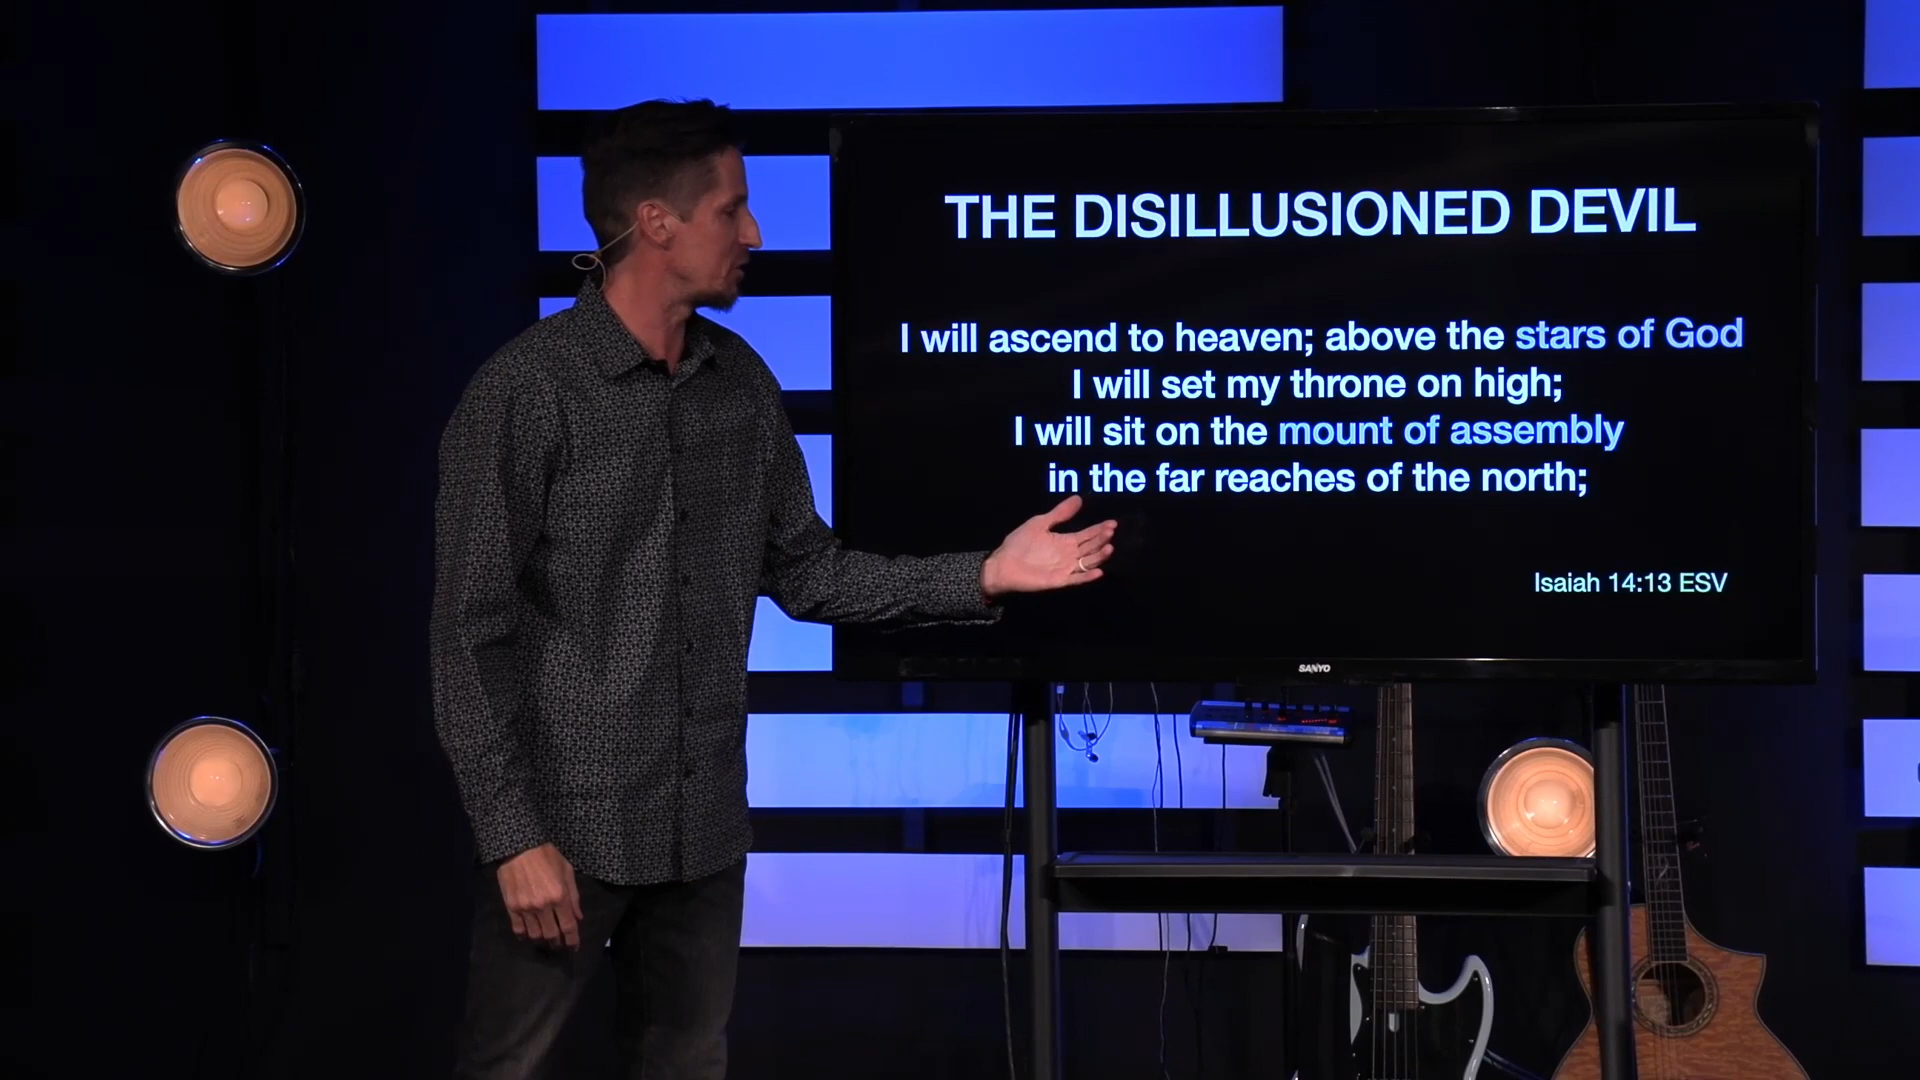 THE DISILLUSIONED DEVIL
I will ascend to heaven; above the stars of God
I will set my throne on high;
I will sit on the mount of assembly
in the far reaches of the north;
Isaiah 14:13 ESV
SANYO